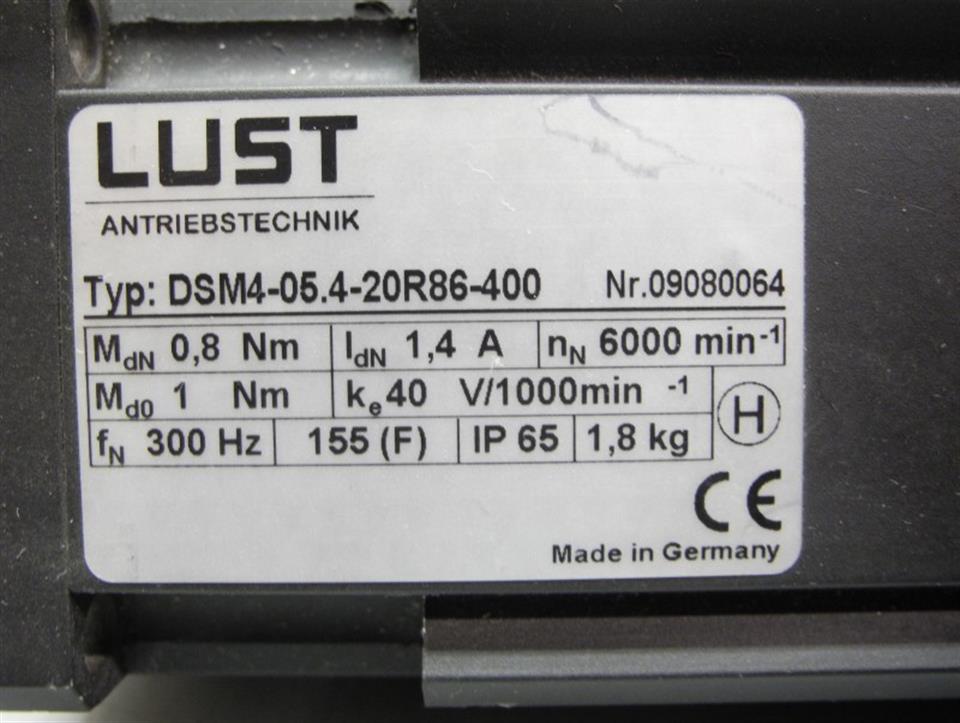 LUST
ANTRIEBSTECHNIK
Typ: DSM4-05.4-20R86-400 Nr.09080064
MdN 0,8 Nm IdN 1,4 A nN 6000 min-1
Md0 1 Nm ke40 V/1000min -1
H
fN 300 Hz 155 (F) IP 65 1,8 kg
CE
Made in Germany